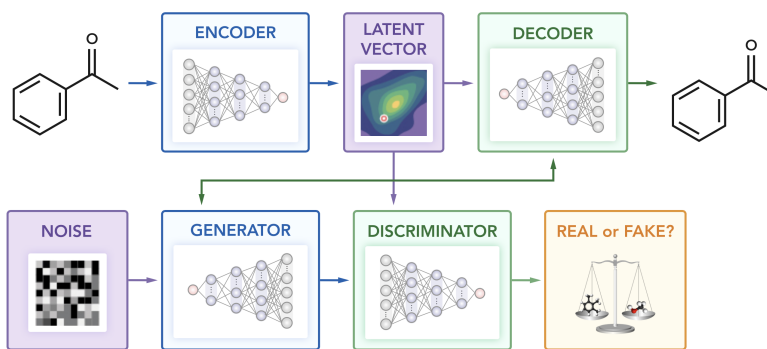 ENCODER
LATENT
VECTOR
DECODER
O
O
NOISE
GENERATOR
DISCRIMINATOR
REAL or FAKE?